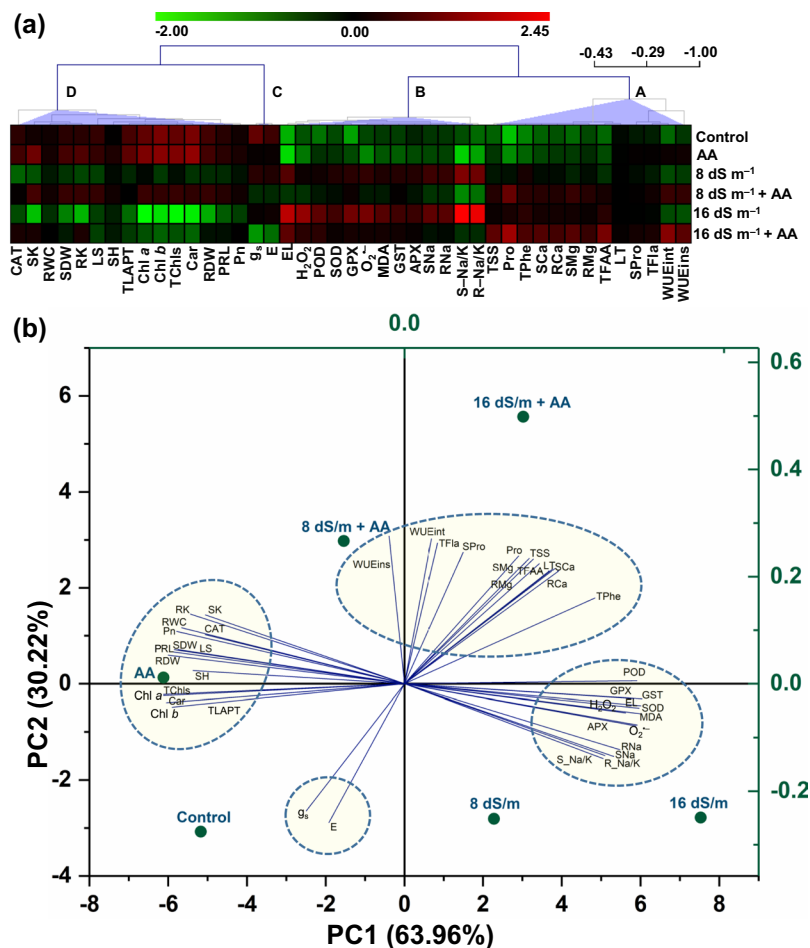 (a)
-2.00 0.00 2.45
-0.43 -0.29 -1.00
D C B A
Control
AA
8 dS m⁻¹
8 dS m⁻¹ + AA
16 dS m⁻¹
16 dS m⁻¹ + AA
CAT SK RWC SDW RK LS SH TLAPT Chl a Chl b TChls Car RDW PRL Pn gs E EL H₂O₂ POD SOD GPX O₂•− MDA GST APX SNa RNa S–Na/K R–Na/K TSS Pro TPhe SCa RCa SMg RMg TFAA LT SPro TFla WUEint WUEins
(b)
0.0
6
4
2
0
-2
-4
PC2 (30.22%)
0.6
0.4
0.2
0.0
-0.2
16 dS/m + AA
8 dS/m + AA
WUEint
TFla
SPro
WUEins
Pro
TSS
SMg
TFAA
LT
SCa
RMg
RCa
TPhe
RK
SK
RWC
Pn
CAT
PRL
SDW
LS
RDW
SH
AA
Chl a
TChls
Car
Chl b
TLAPT
POD
GPX
GST
H₂O₂
EL
SOD
MDA
APX
O₂•−
RNa
SNa
S_Na/K
R_Na/K
gs
E
Control
8 dS/m
16 dS/m
-8 -6 -4 -2 0 2 4 6 8
PC1 (63.96%)